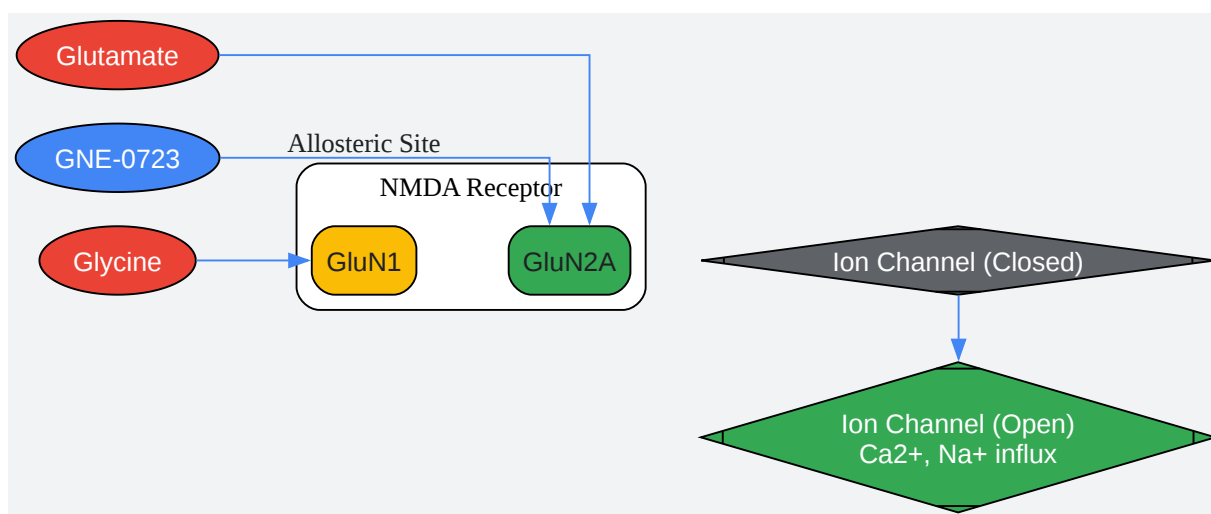 Glutamate
GNE-0723
Allosteric Site
NMDA Receptor
Glycine
GluN1
GluN2A
Ion Channel (Closed)
Ion Channel (Open)
Ca2+, Na+ influx